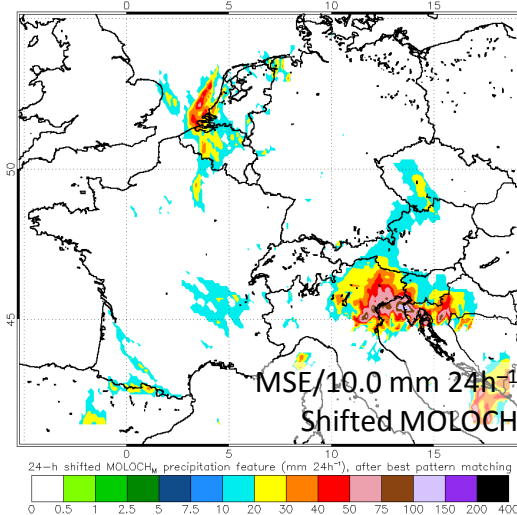 0 5 10 15
50
45
MSE/10.0 mm 24h⁻¹
Shifted MOLOCH
0 5 10 15
24-h shifted MOLOCH_M precipitation feature (mm 24h⁻¹), after best pattern matching
0 0.5 1 2.5 5 7.5 10 20 30 40 50 75 100 150 200 400